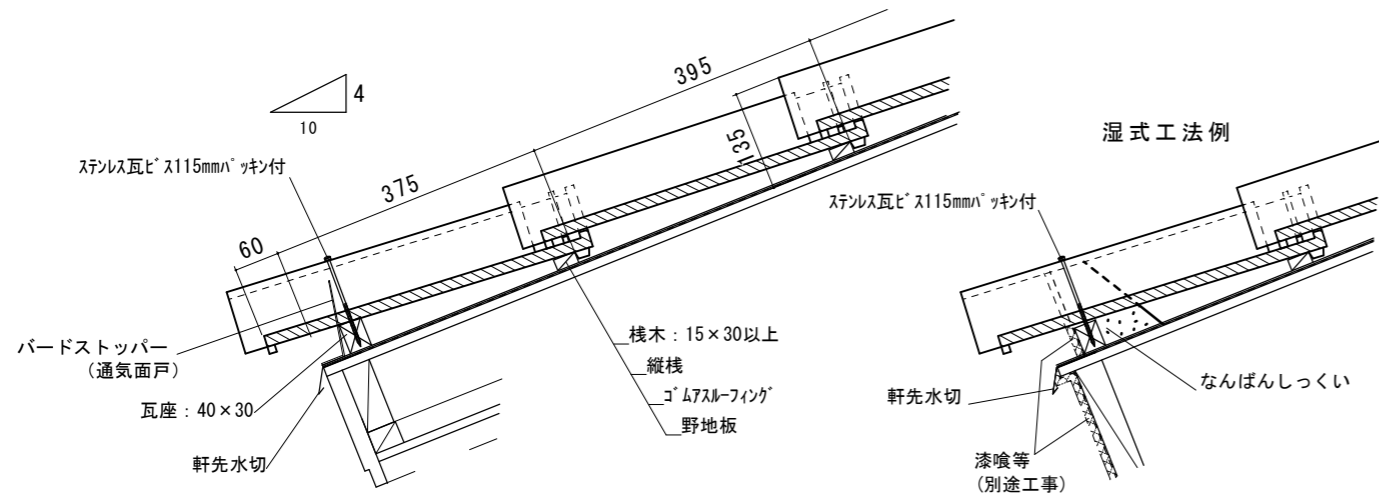 4
10
395
135
375
60
ステンレス瓦ﾋﾞｽ115mmﾊﾟｯｷﾝ付
バードストッパー
(通気面戸)
瓦座：40×30
軒先水切
桟木：15×30以上
縦桟
ｺﾞﾑｱｽﾙｰﾌｨﾝｸﾞ
野地板
湿式工法例
ステンレス瓦ﾋﾞｽ115mmﾊﾟｯｷﾝ付
軒先水切
なんばんしっくい
漆喰等
(別途工事)